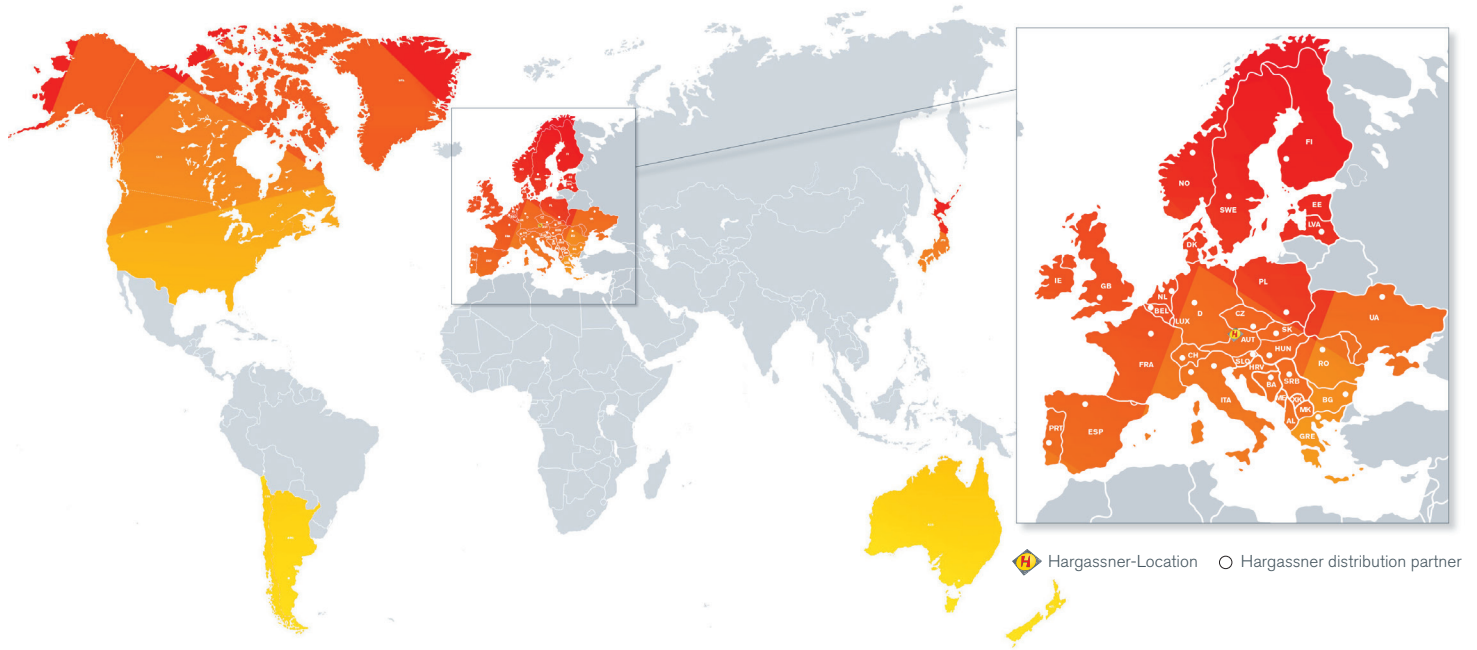 NO
SWE
FI
EE
LVA
DK
IE
GB
NL
BEL
LUX
D
PL
CZ
SK
UA
AUT
H
FRA
CH
SLO
HRV
HUN
RO
BA
SRB
ITA
ME
XK
MK
BG
AL
GRE
PRT
ESP
H Hargassner-Location
Hargassner distribution partner